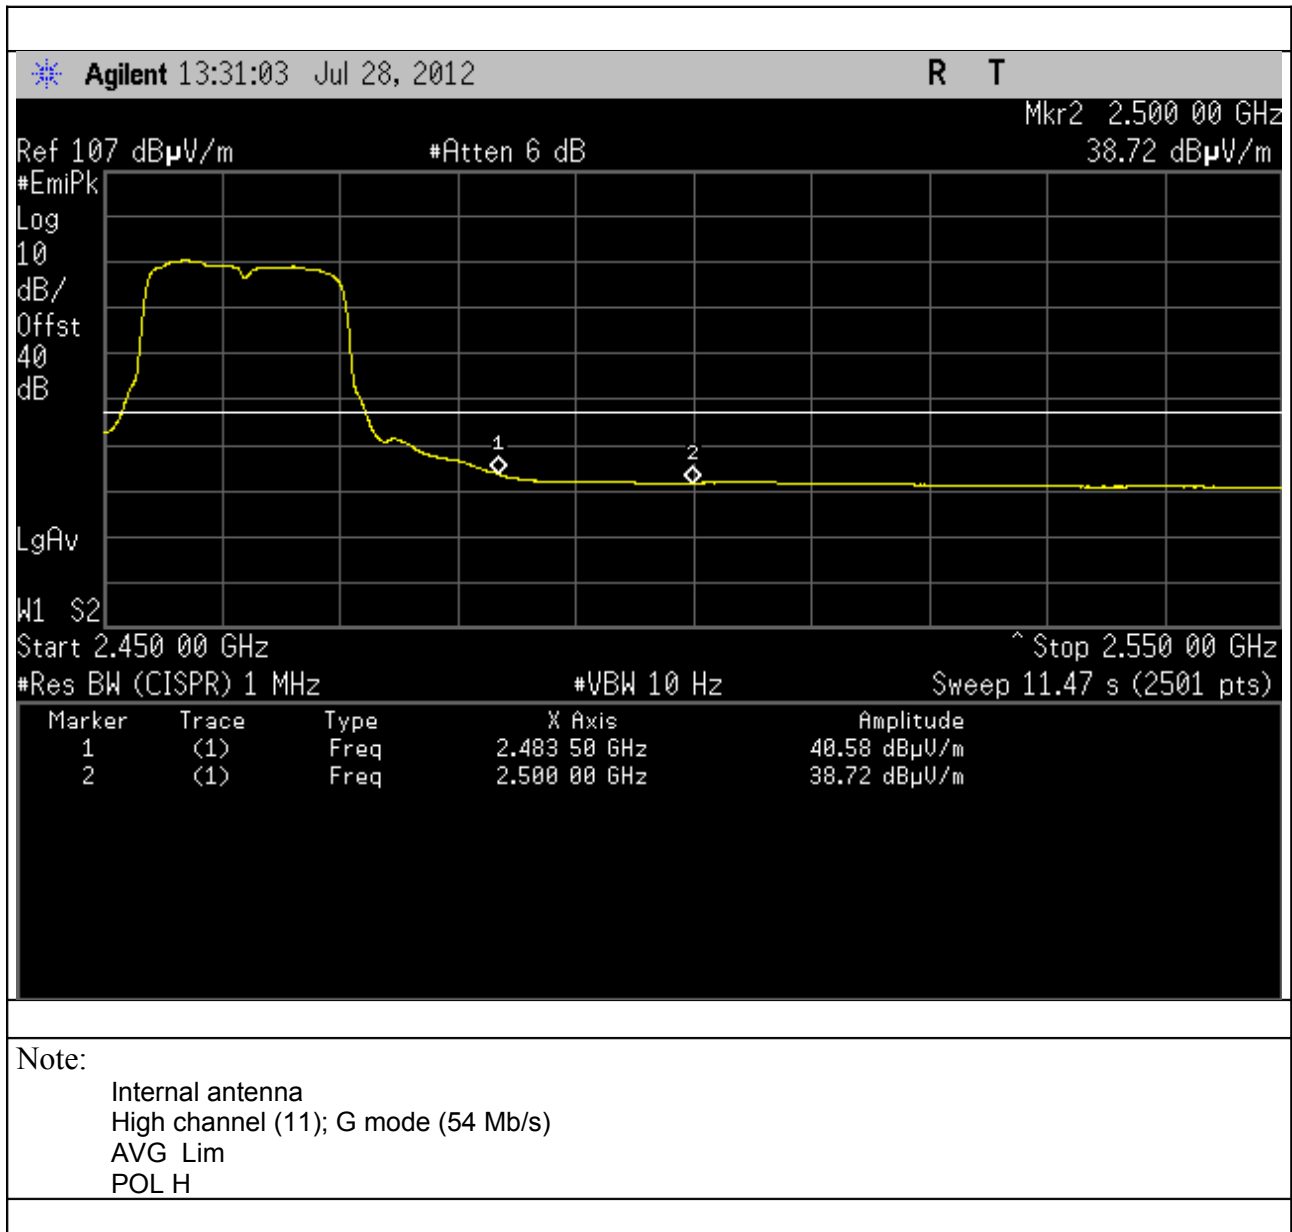 Agilent 13:31:03 Jul 28, 2012 R T
Mkr2 2.500 00 GHz
Ref 107 dBµV/m #Atten 6 dB 38.72 dBµV/m
#EmiPk
Log
10
dB/
Offst
40
dB
1
2
LgAv
W1 S2
Start 2.450 00 GHz ^ Stop 2.550 00 GHz
#Res BW (CISPR) 1 MHz #VBW 10 Hz Sweep 11.47 s (2501 pts)
Marker Trace Type X Axis Amplitude
1 (1) Freq 2.483 50 GHz 40.58 dBµV/m
2 (1) Freq 2.500 00 GHz 38.72 dBµV/m
Note:
Internal antenna
High channel (11); G mode (54 Mb/s)
AVG Lim
POL H